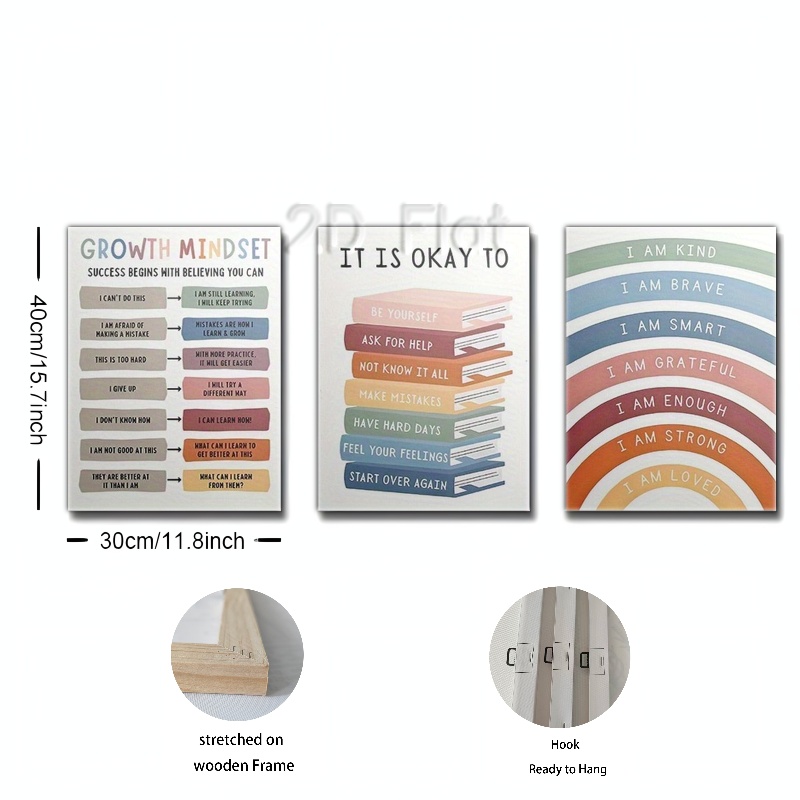 2D Flat
GROWTH MINDSET
SUCCESS BEGINS WITH BELIEVING YOU CAN
I CAN'T DO THIS
I AM STILL LEARNING,
I WILL KEEP TRYING
I AM AFRAID OF
MAKING A MISTAKE
MISTAKES ARE HOW I
LEARN & GROW
THIS IS TOO HARD
WITH MORE PRACTICE,
IT WILL GET EASIER
I GIVE UP
I WILL TRY A
DIFFERENT WAY
I DON'T KNOW HOW
I CAN LEARN HOW!
I AM NOT GOOD AT THIS
WHAT CAN I LEARN TO
GET BETTER AT THIS
THEY ARE BETTER AT
IT THAN I AM
WHAT CAN I LEARN
FROM THEM?
IT IS OKAY TO
BE YOURSELF
ASK FOR HELP
NOT KNOW IT ALL
MAKE MISTAKES
HAVE HARD DAYS
FEEL YOUR FEELINGS
START OVER AGAIN
I AM KIND
I AM BRAVE
I AM SMART
I AM GRATEFUL
I AM ENOUGH
I AM STRONG
I AM LOVED
40cm/15.7inch
30cm/11.8inch
stretched on
wooden Frame
Hook
Ready to Hang